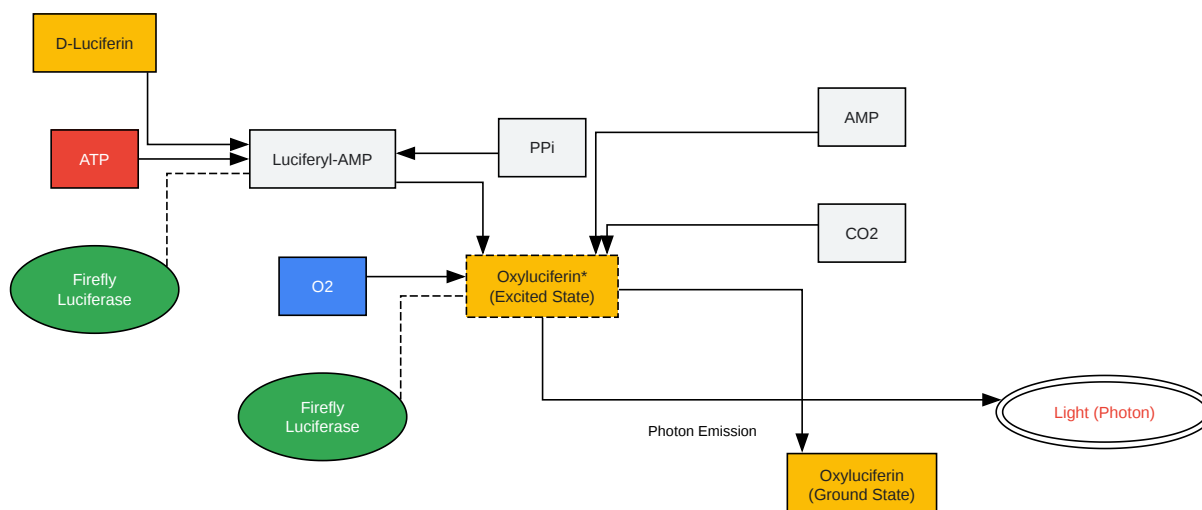 D-Luciferin
ATP
Luciferyl-AMP
PPi
AMP
CO2
Firefly
Luciferase
O2
Oxyluciferin*
(Excited State)
Firefly
Luciferase
Light (Photon)
Photon Emission
Oxyluciferin
(Ground State)